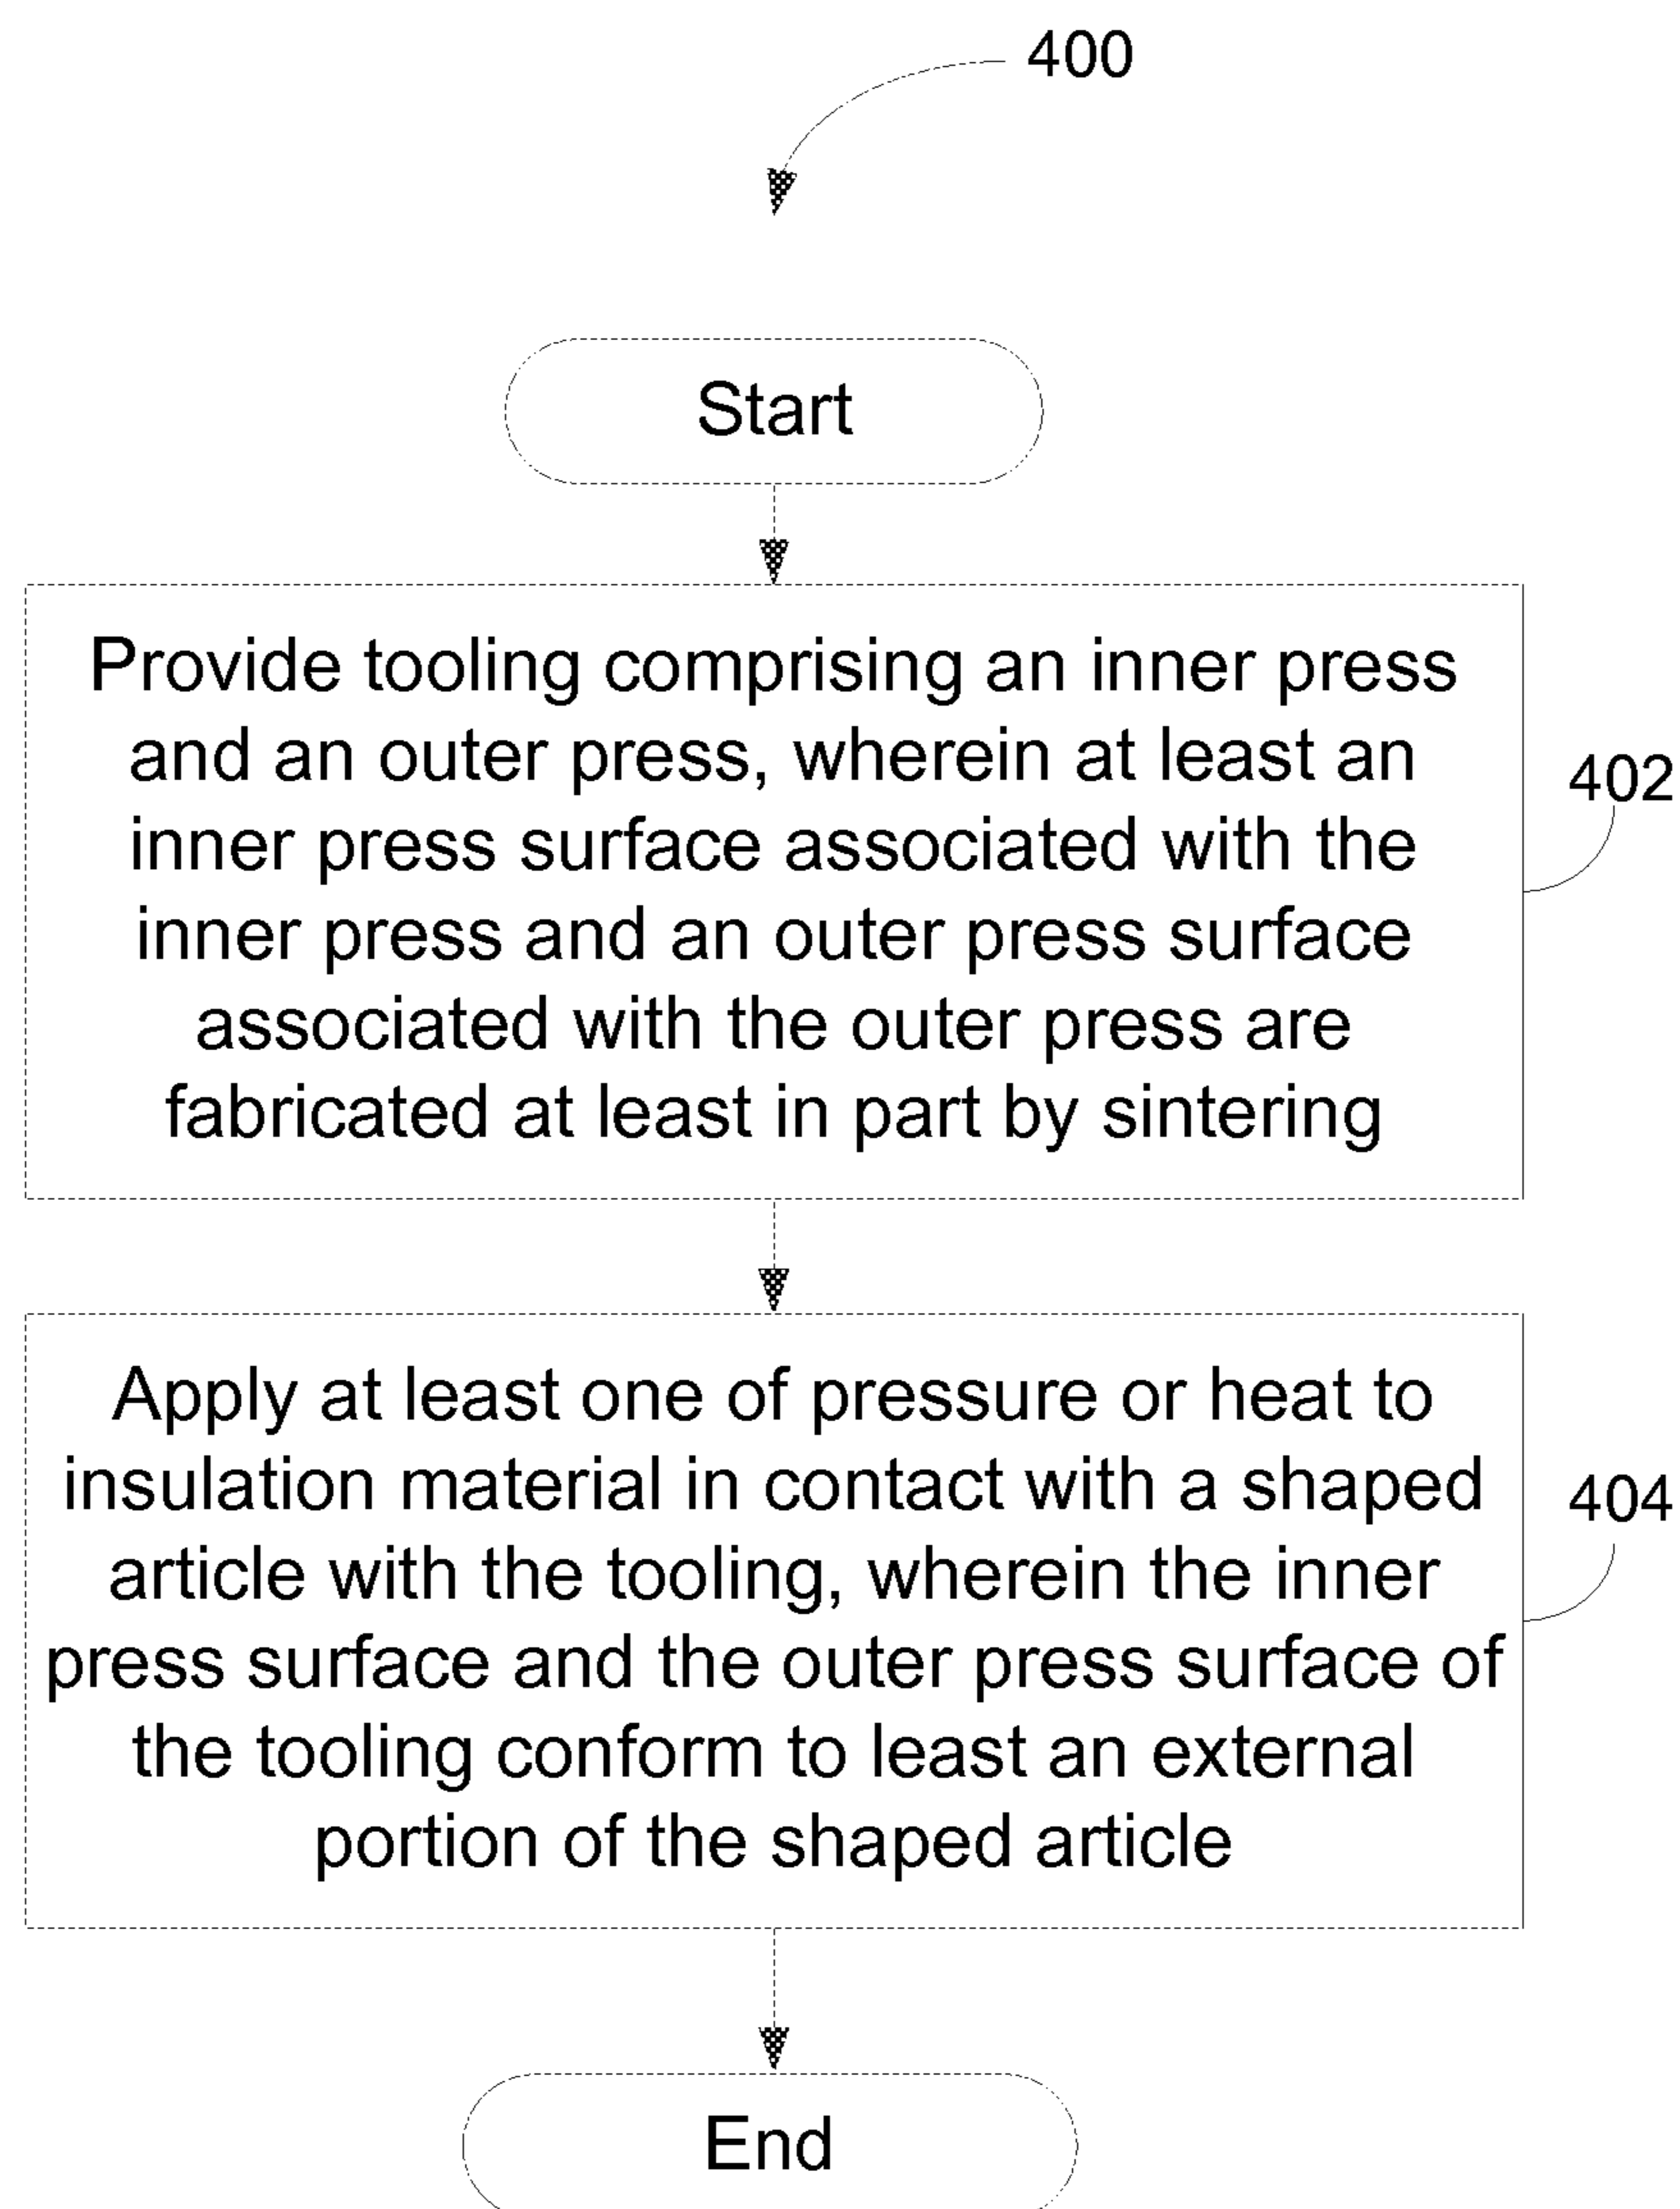 400
Start
Provide tooling comprising an inner press
and an outer press, wherein at least an
inner press surface associated with the
inner press and an outer press surface
associated with the outer press are
fabricated at least in part by sintering
402
Apply at least one of pressure or heat to
insulation material in contact with a shaped
article with the tooling, wherein the inner
press surface and the outer press surface of
the tooling conform to least an external
portion of the shaped article
404
End